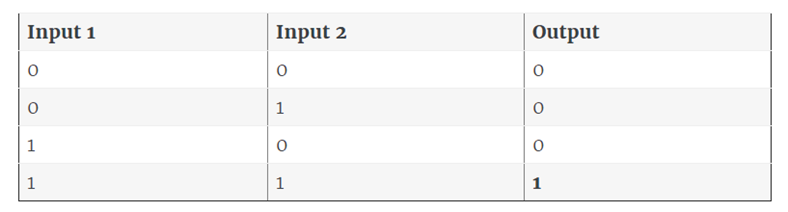 Input 1 Input 2 Output
0 0 0
0 1 0
1 0 0
1 1 1